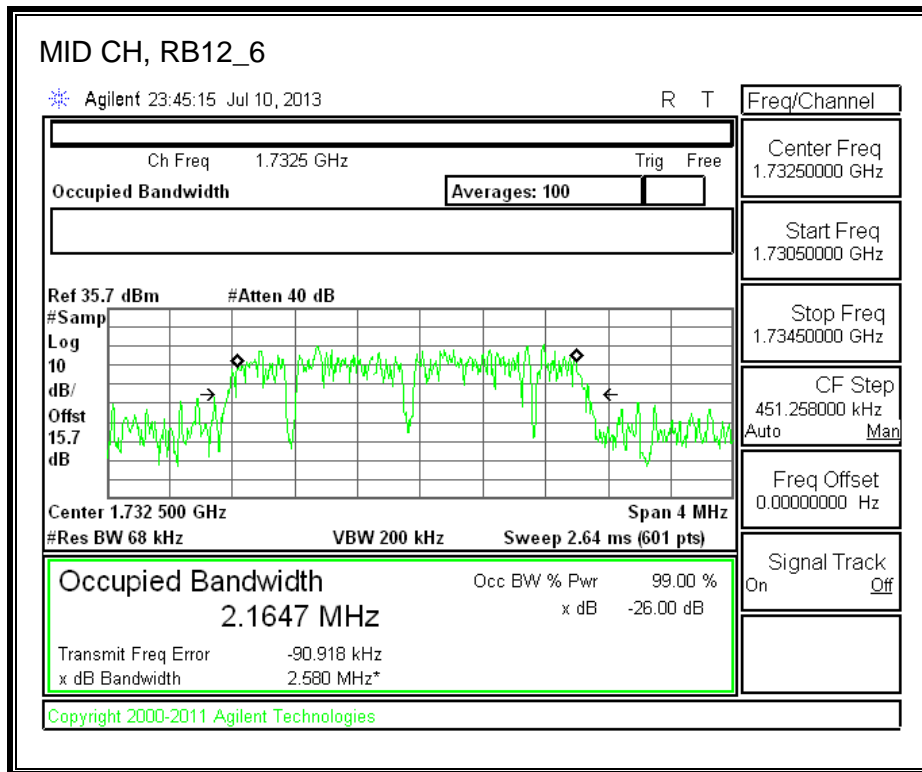 MID CH, RB12_6
Agilent 23:45:15 Jul 10, 2013 R T
Freq/Channel
Ch Freq 1.7325 GHz Trig Free
Occupied Bandwidth Averages: 100
Center Freq
1.73250000 GHz
Start Freq
1.73050000 GHz
Ref 35.7 dBm #Atten 40 dB
#Samp
Log
10
dB/
Offst
15.7
dB
Stop Freq
1.73450000 GHz
CF Step
451.258000 kHz
Auto Man
Freq Offset
0.00000000 Hz
Center 1.732 500 GHz Span 4 MHz
#Res BW 68 kHz VBW 200 kHz Sweep 2.64 ms (601 pts)
Signal Track
On Off
Occupied Bandwidth Occ BW % Pwr 99.00 %
2.1647 MHz x dB -26.00 dB
Transmit Freq Error -90.918 kHz
x dB Bandwidth 2.580 MHz*
Copyright 2000-2011 Agilent Technologies